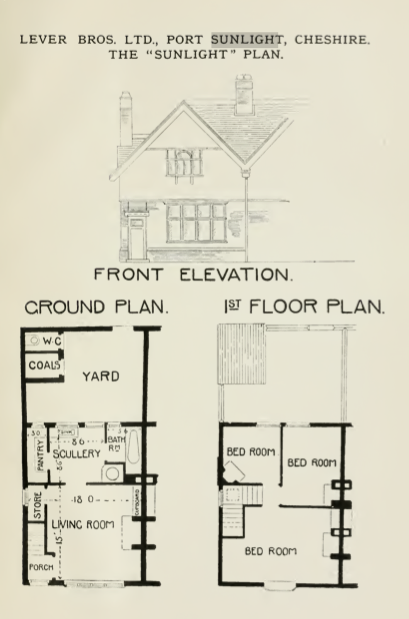 LEVER BROS. LTD., PORT SUNLIGHT, CHESHIRE.
THE "SUNLIGHT" PLAN.
FRONT ELEVATION.
GROUND PLAN.
1ST FLOOR PLAN.
W.C
COALS
YARD
PANTRY
SCULLERY
BATH
RM
STORE
13 0
CUPBOARD
LIVING ROOM
15
PORCH
BED ROOM
BED ROOM
BED ROOM